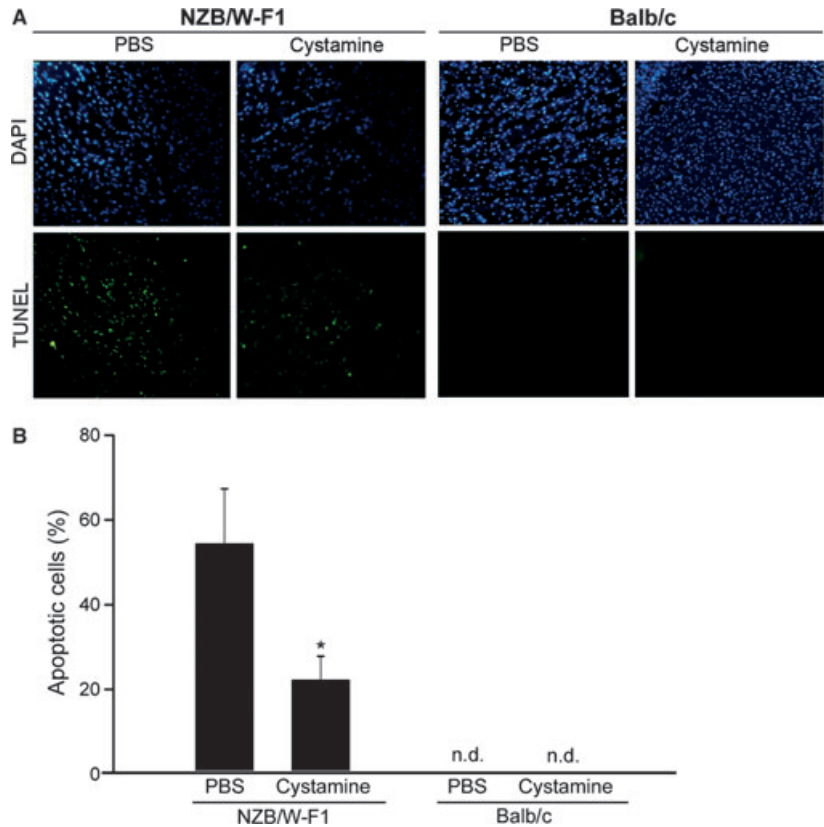 A
NZB/W-F1 Balb/c
PBS Cystamine PBS Cystamine
DAPI
TUNEL
B
Apoptotic cells (%)
80
60
40
20
0
*
n.d. n.d.
PBS Cystamine PBS Cystamine
NZB/W-F1 Balb/c